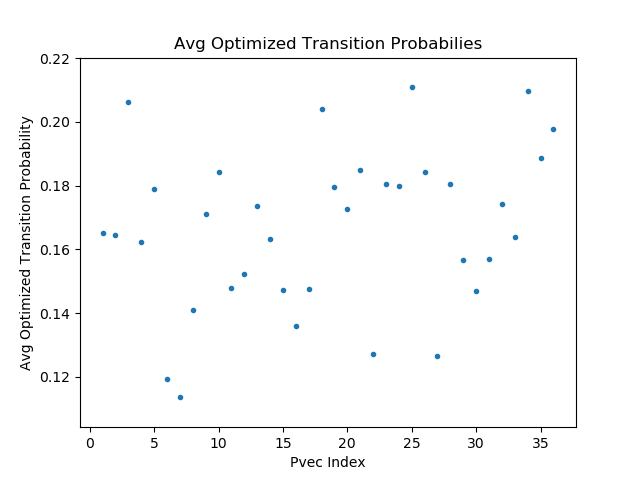 Avg Optimized Transition Probabilies
0.22
0.20
0.18
0.16
0.14
0.12
Avg Optimized Transition Probability
0 5 10 15 20 25 30 35
Pvec Index